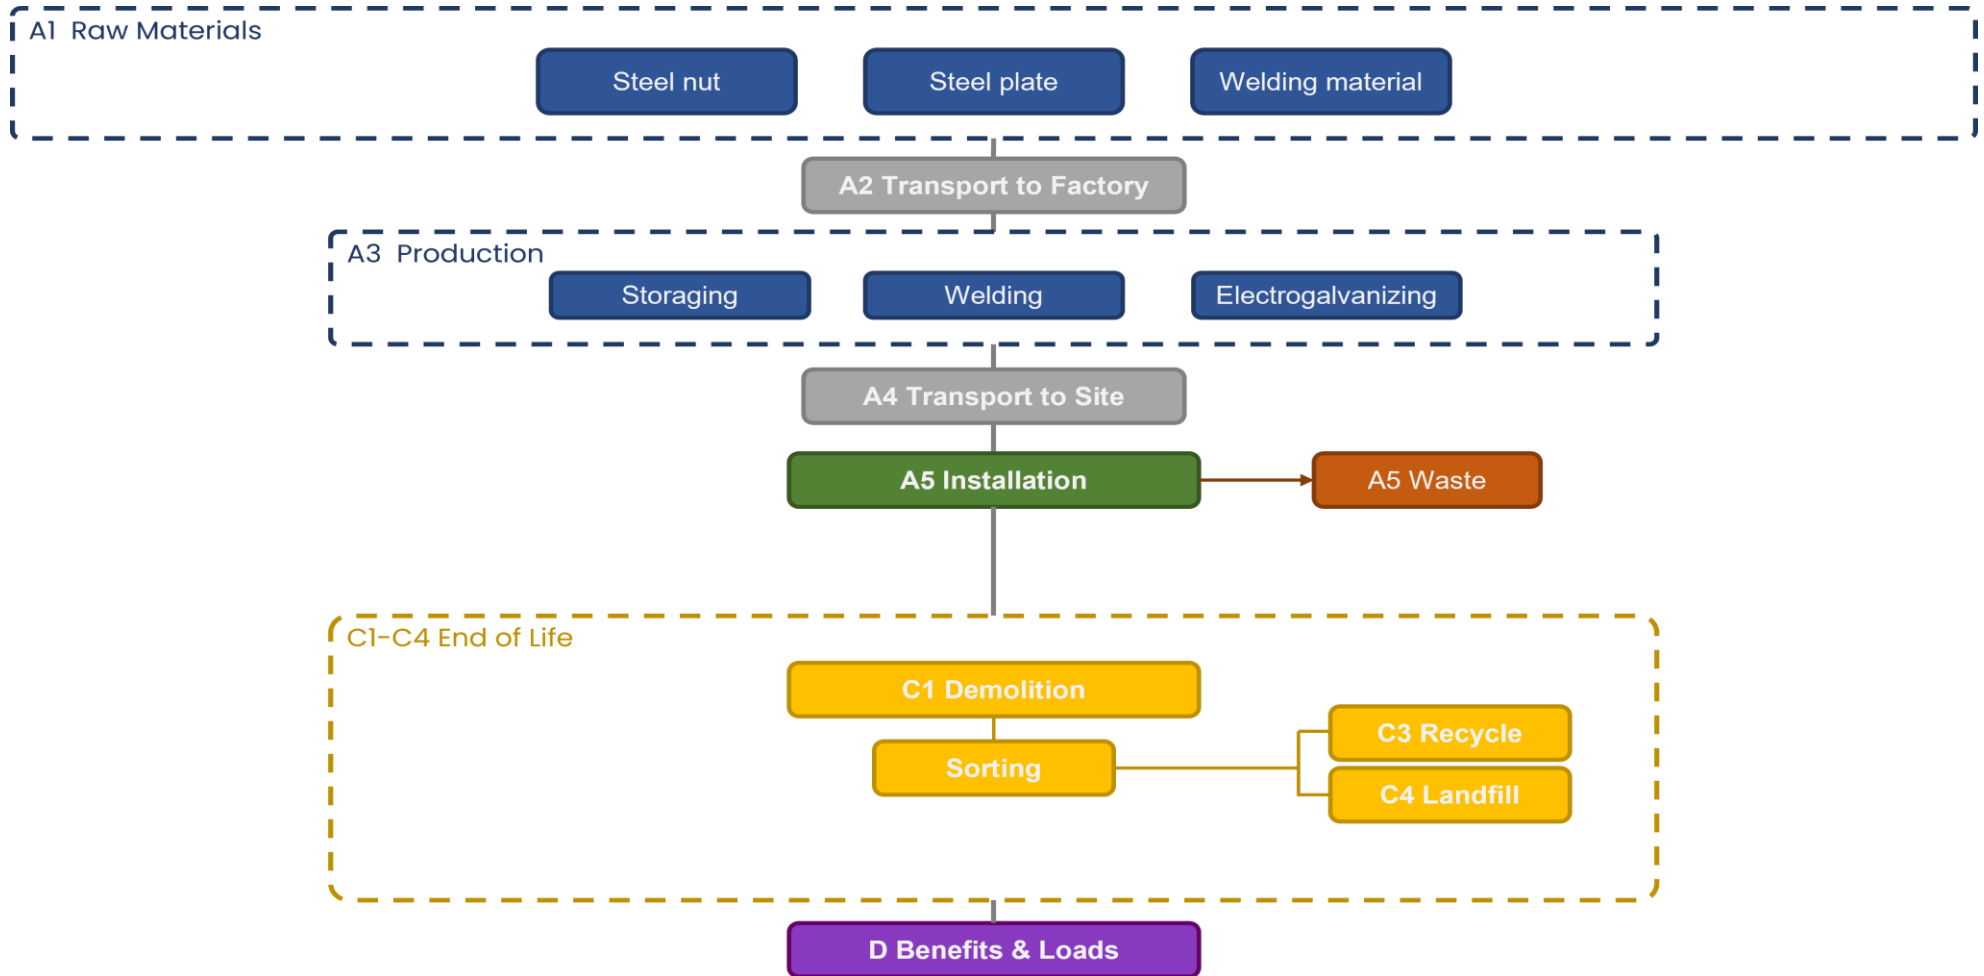 A1 Raw Materials
Steel nut
Steel plate
Welding material
A2 Transport to Factory
A3 Production
Storaging
Welding
Electrogalvanizing
A4 Transport to Site
A5 Installation
A5 Waste
C1-C4 End of Life
C1 Demolition
C3 Recycle
Sorting
C4 Landfill
D Benefits & Loads